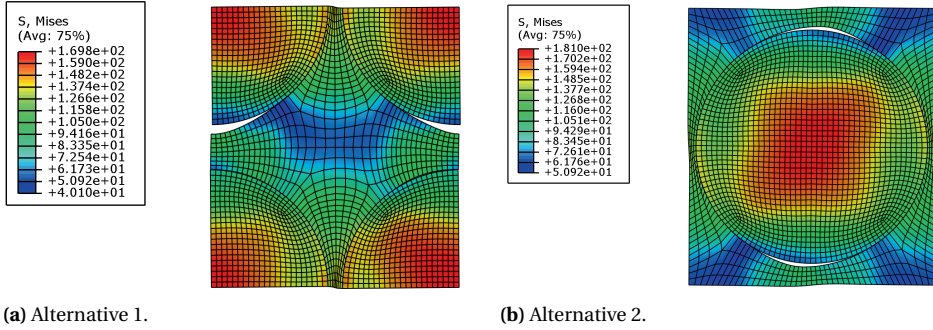 S, Mises
(Avg: 75%)
+1.698e+02
+1.590e+02
+1.482e+02
+1.374e+02
+1.266e+02
+1.158e+02
+1.050e+02
+9.416e+01
+8.335e+01
+7.254e+01
+6.173e+01
+5.092e+01
+4.010e+01
S, Mises
(Avg: 75%)
+1.810e+02
+1.702e+02
+1.594e+02
+1.485e+02
+1.377e+02
+1.268e+02
+1.160e+02
+1.051e+02
+9.429e+01
+8.345e+01
+7.261e+01
+6.176e+01
+5.092e+01
(a) Alternative 1.
(b) Alternative 2.